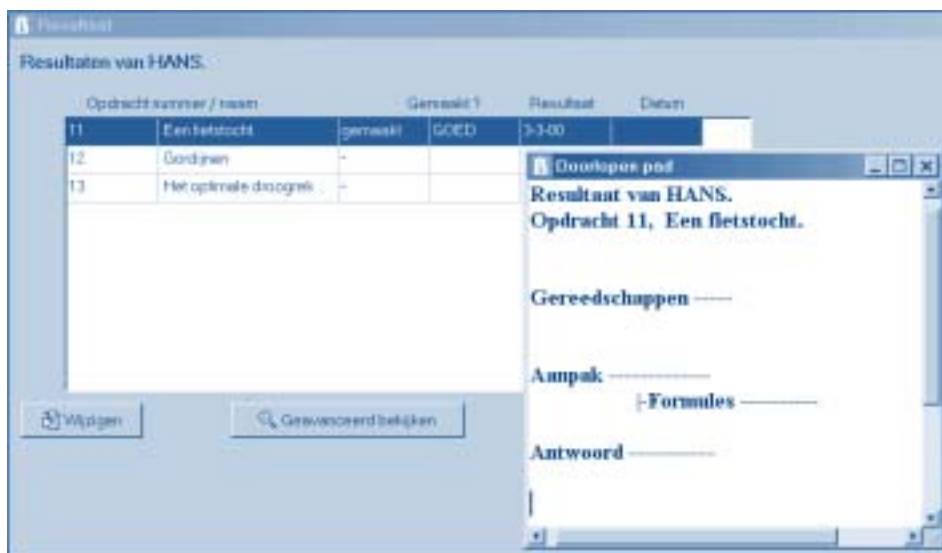 Resultaat
Resultaten van HANS.
Opdracht nummer / naam Gemaakt ? Resultaat Datum
11 Een fietstocht gemaakt GOED 3-3-00
12 Gordijnen -
13 Het optimale droogrek -
Wijzigen
Geavanceerd bekijken
Doorlopen pad
Resultaat van HANS.
Opdracht 11, Een fietstocht.
Gereedschappen ------
Aanpak ---------------
|-Formules ------------
Antwoord -------------